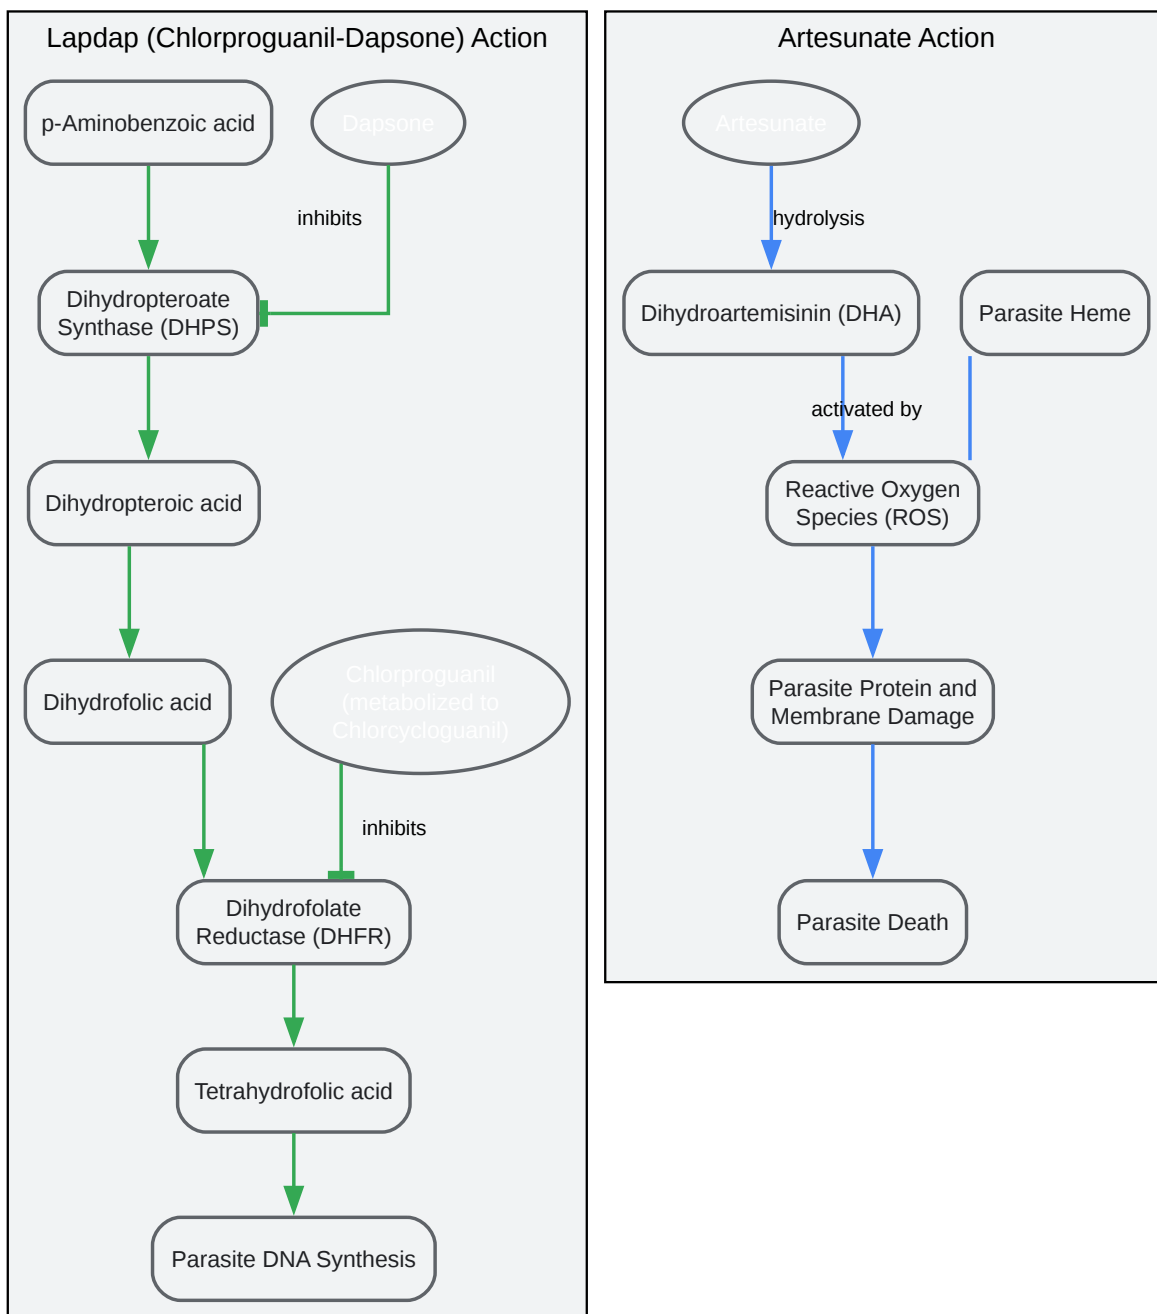 Lapdap (Chlorproguanil-Dapsone) Action
p-Aminobenzoic acid
Dapsone
inhibits
Dihydropteroate
Synthase (DHPS)
Dihydropteroic acid
Dihydrofolic acid
Chlorproguanil
(metabolized to
Chlorcycloguanil)
inhibits
Dihydrofolate
Reductase (DHFR)
Tetrahydrofolic acid
Parasite DNA Synthesis
Artesunate Action
Artesunate
hydrolysis
Dihydroartemisinin (DHA)
Parasite Heme
activated by
Reactive Oxygen
Species (ROS)
Parasite Protein and
Membrane Damage
Parasite Death